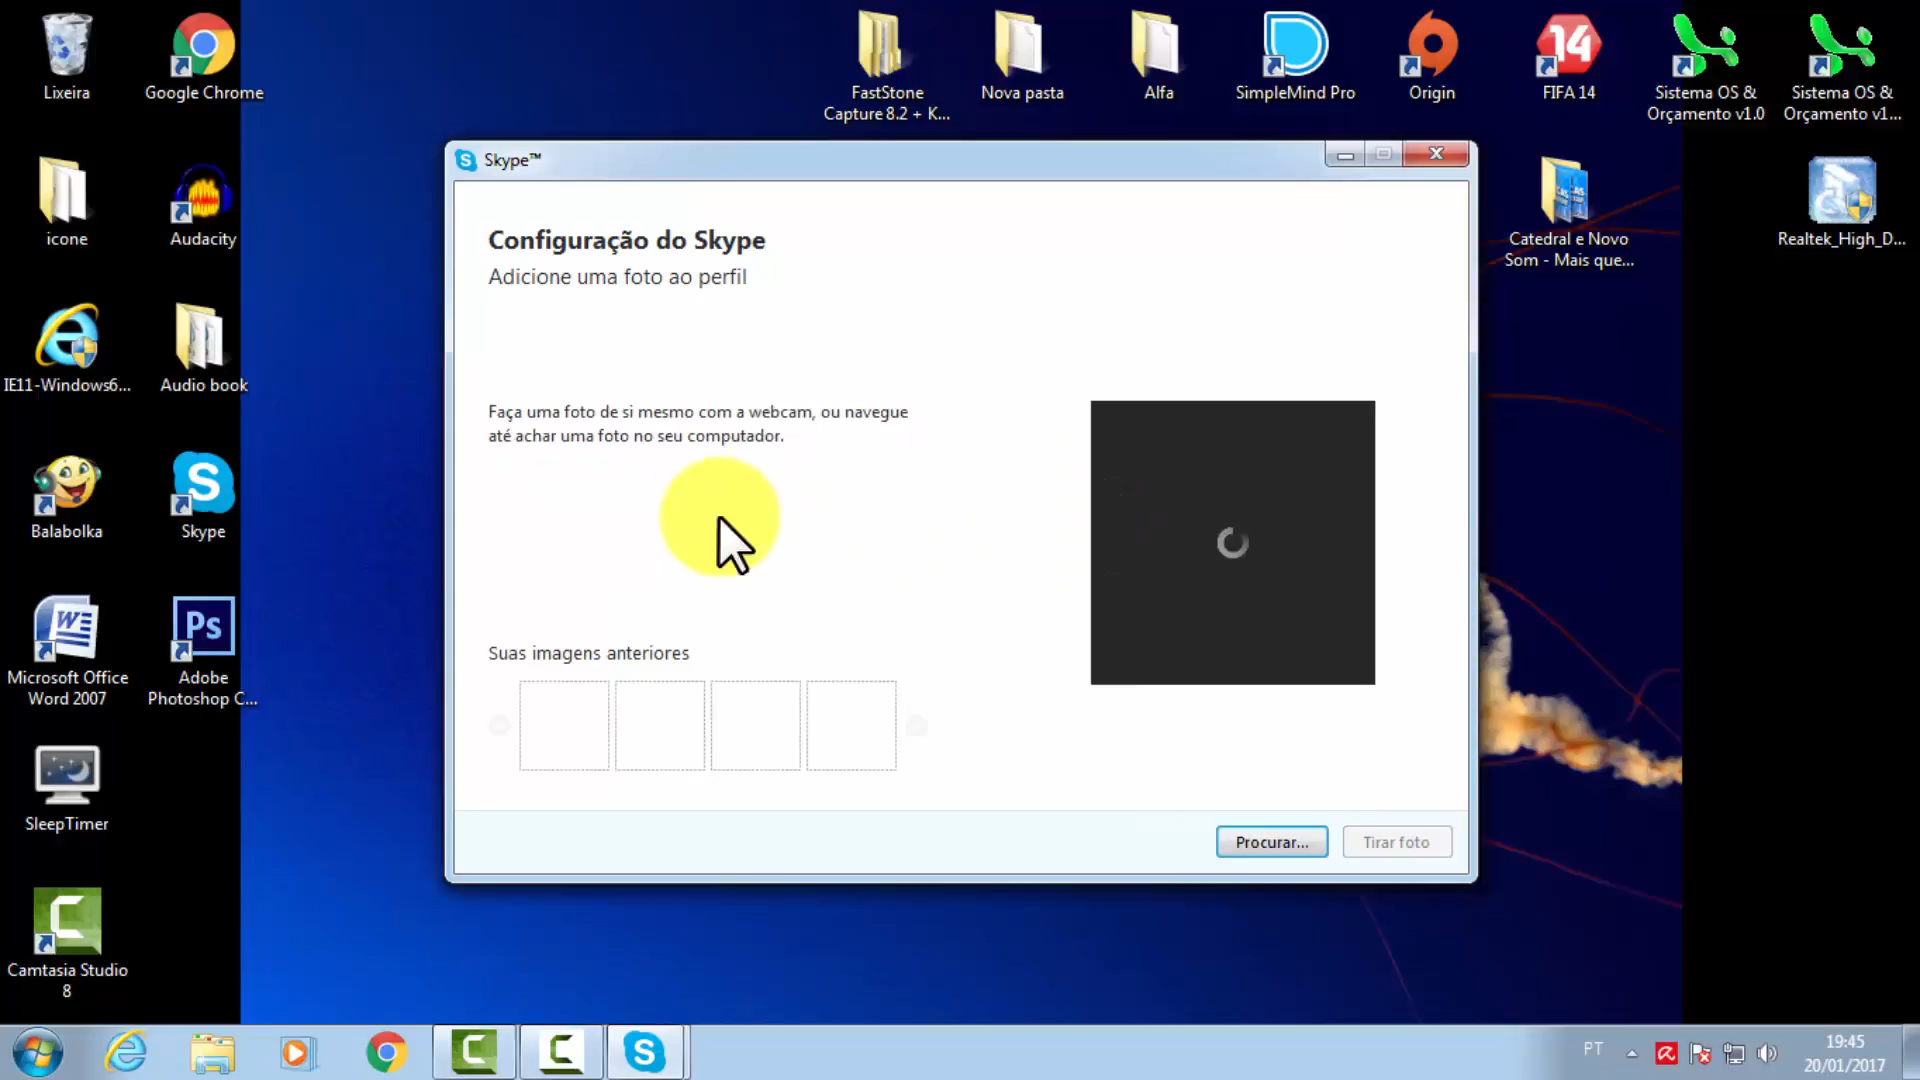 Lixeira
Google Chrome
FastStone
Capture 8.2 + K...
Nova pasta
Alfa
SimpleMind Pro
Origin
14
FIFA 14
Sistema OS &
Orçamento v1.0
Sistema OS &
Orçamento v1...
Skype™
icone
Audacity
Catedral e Novo
Som - Mais que...
Realtek_High_D...
Configuração do Skype
Adicione uma foto ao perfil
IE11-Windows6...
Audio book
Faça uma foto de si mesmo com a webcam, ou navegue
até achar uma foto no seu computador.
Balabolka
Skype
Ps
Microsoft Office
Word 2007
Adobe
Photoshop C...
Suas imagens anteriores
SleepTimer
Procurar...
Tirar foto
Camtasia Studio
8
PT
19:45
20/01/2017